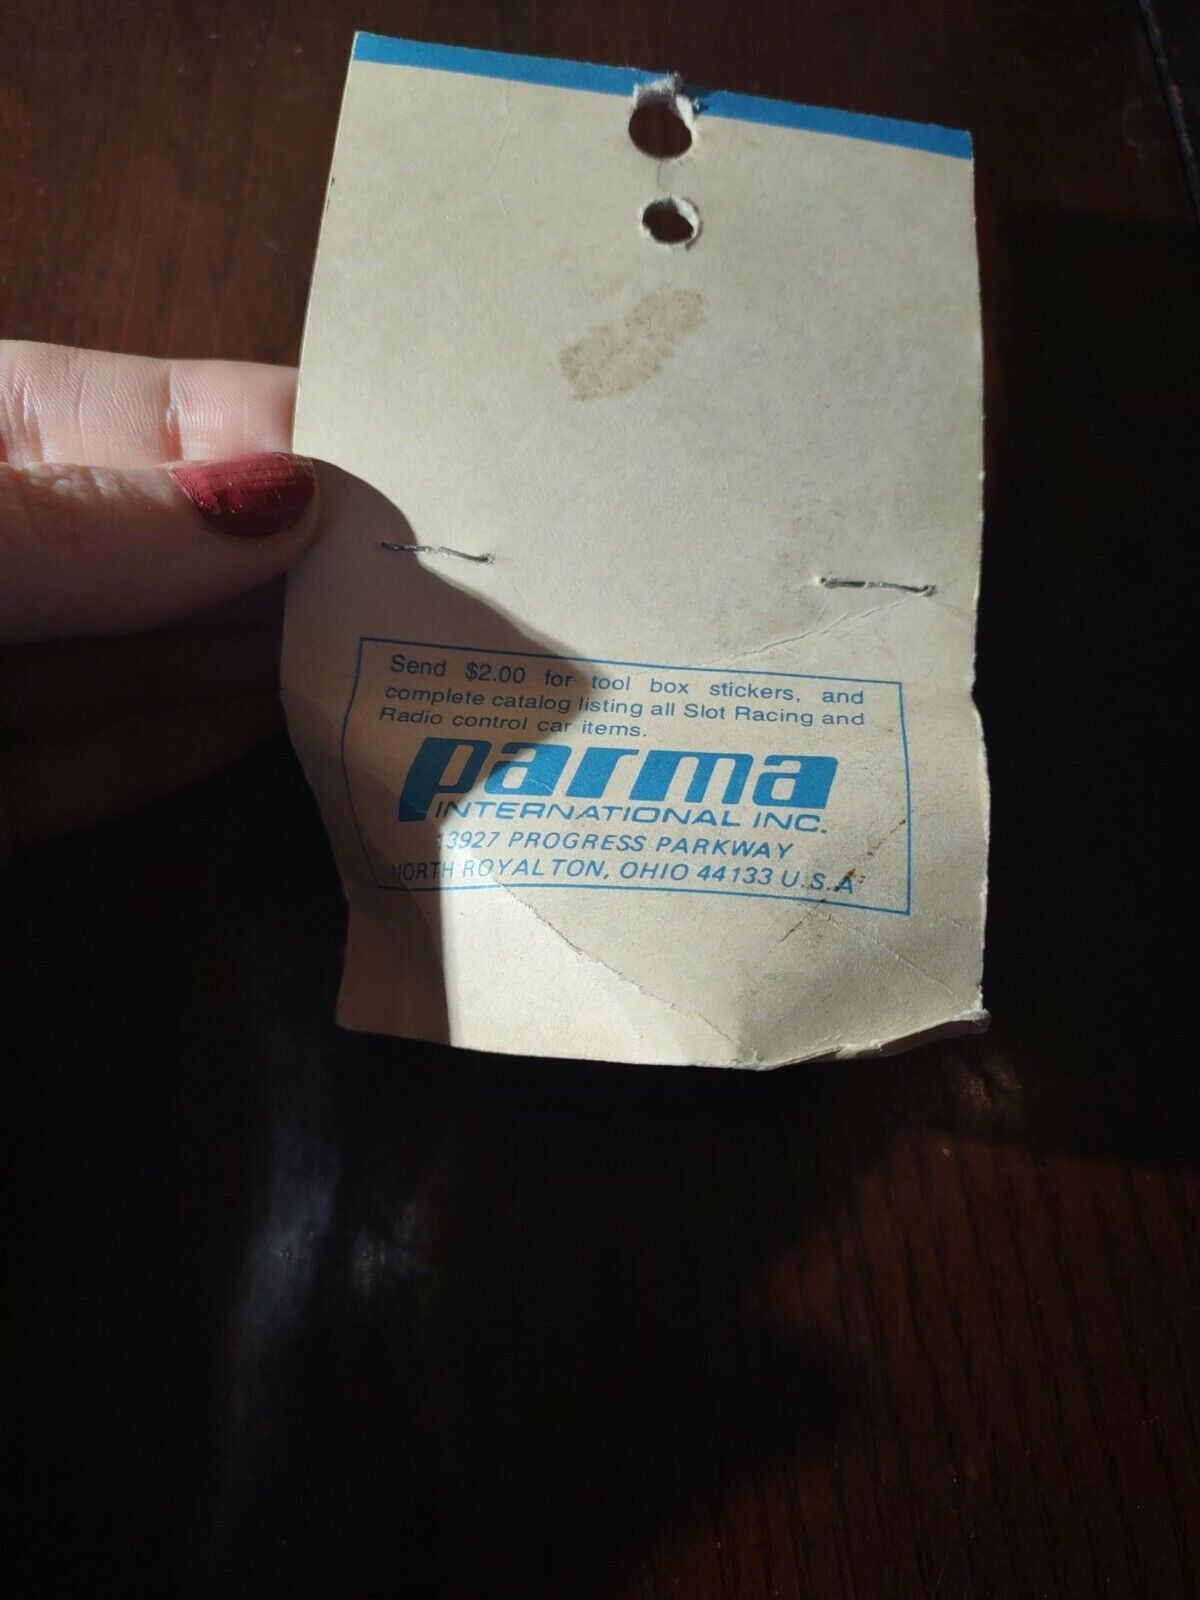 Send $2.00 for tool box stickers, and
complete catalog listing all Slot Racing and
Radio control car items.
parma
INTERNATIONAL INC.
13927 PROGRESS PARKWAY
NORTH ROYALTON, OHIO 44133 U.S.A